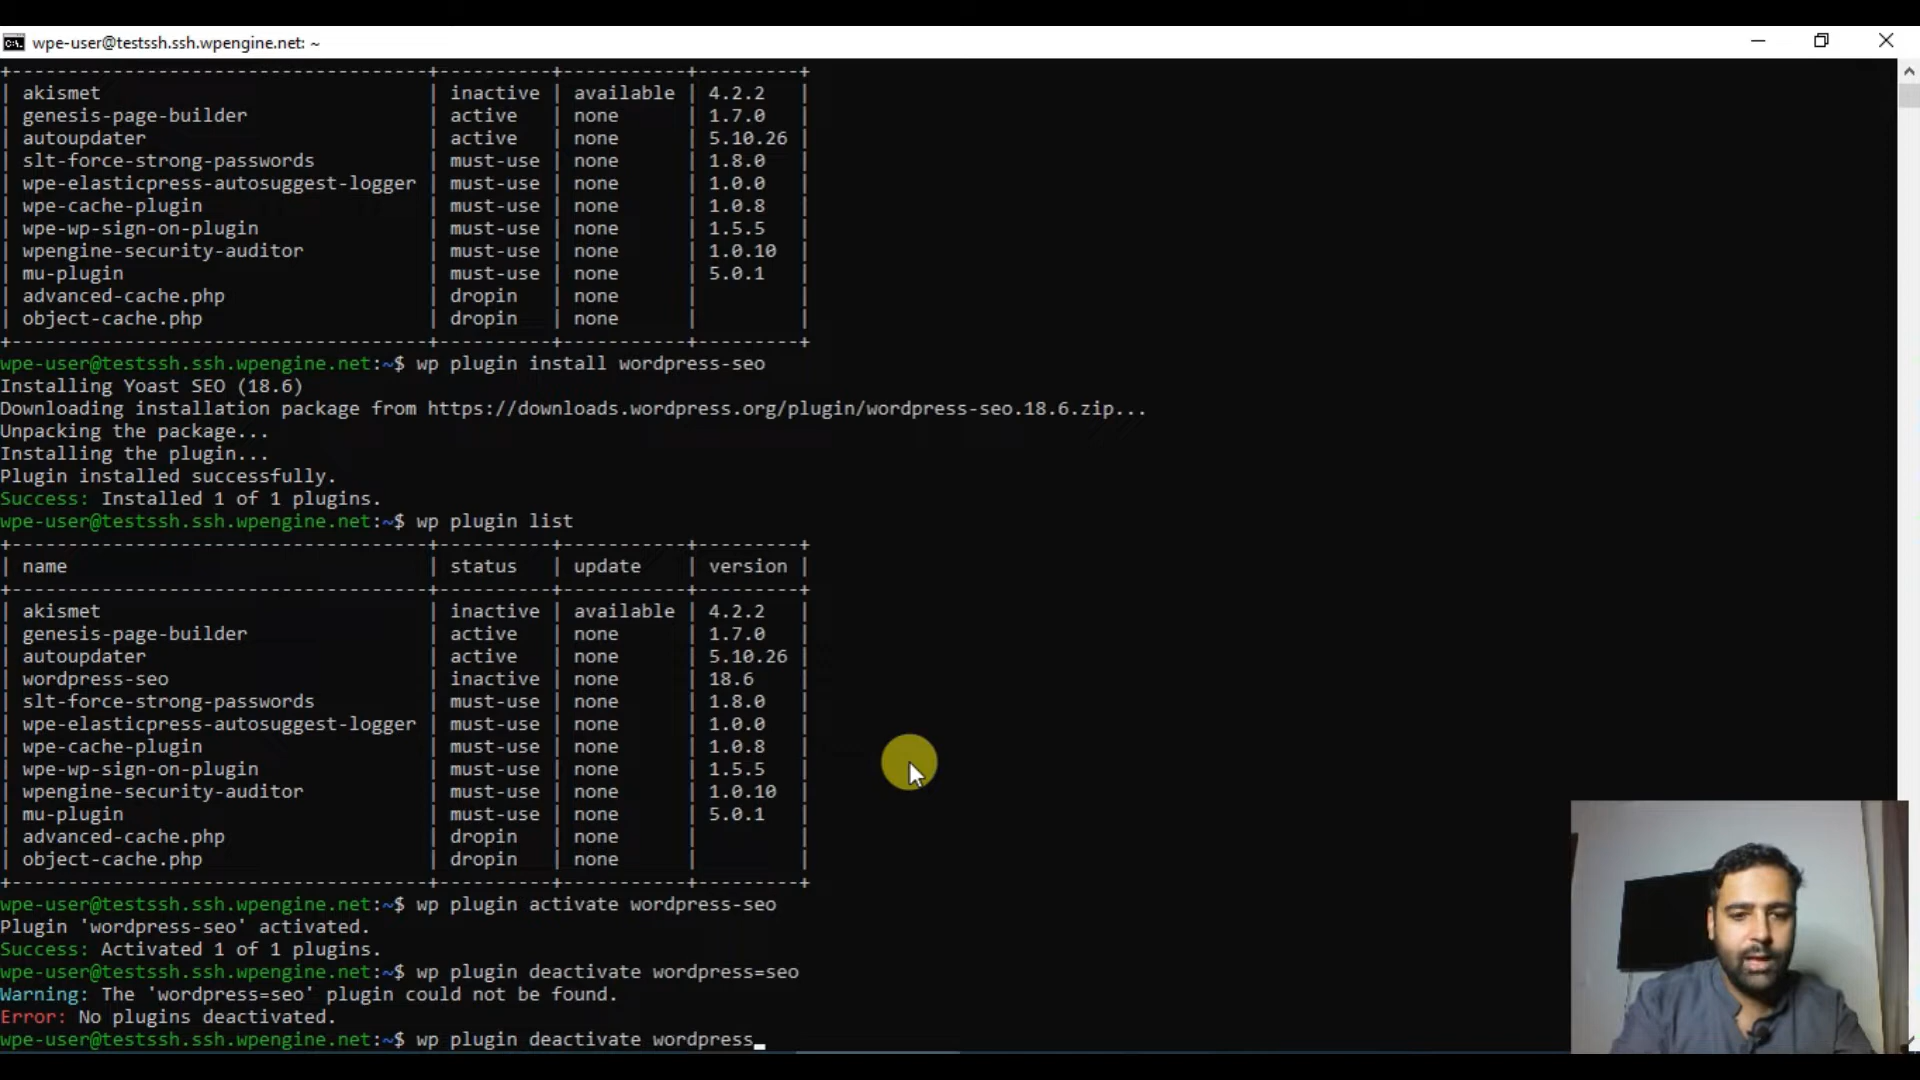 wpe-user@testssh.ssh.wpengine.net: ~
+--------------------------------------+----------+-----------+---------+
| akismet | inactive | available | 4.2.2 |
| genesis-page-builder | active | none | 1.7.0 |
| autoupdater | active | none | 5.10.26 |
| slt-force-strong-passwords | must-use | none | 1.8.0 |
| wpe-elasticpress-autosuggest-logger | must-use | none | 1.0.0 |
| wpe-cache-plugin | must-use | none | 1.0.8 |
| wpe-wp-sign-on-plugin | must-use | none | 1.5.5 |
| wpengine-security-auditor | must-use | none | 1.0.10 |
| mu-plugin | must-use | none | 5.0.1 |
| advanced-cache.php | dropin | none | |
| object-cache.php | dropin | none | |
+--------------------------------------+----------+-----------+---------+
wpe-user@testssh.ssh.wpengine.net:~$ wp plugin install wordpress-seo
Installing Yoast SEO (18.6)
Downloading installation package from https://downloads.wordpress.org/plugin/wordpress-seo.18.6.zip...
Unpacking the package...
Installing the plugin...
Plugin installed successfully.
Success: Installed 1 of 1 plugins.
wpe-user@testssh.ssh.wpengine.net:~$ wp plugin list
+--------------------------------------+----------+-----------+---------+
| name | status | update | version |
+--------------------------------------+----------+-----------+---------+
| akismet | inactive | available | 4.2.2 |
| genesis-page-builder | active | none | 1.7.0 |
| autoupdater | active | none | 5.10.26 |
| wordpress-seo | inactive | none | 18.6 |
| slt-force-strong-passwords | must-use | none | 1.8.0 |
| wpe-elasticpress-autosuggest-logger | must-use | none | 1.0.0 |
| wpe-cache-plugin | must-use | none | 1.0.8 |
| wpe-wp-sign-on-plugin | must-use | none | 1.5.5 |
| wpengine-security-auditor | must-use | none | 1.0.10 |
| mu-plugin | must-use | none | 5.0.1 |
| advanced-cache.php | dropin | none | |
| object-cache.php | dropin | none | |
+--------------------------------------+----------+-----------+---------+
wpe-user@testssh.ssh.wpengine.net:~$ wp plugin activate wordpress-seo
Plugin 'wordpress-seo' activated.
Success: Activated 1 of 1 plugins.
wpe-user@testssh.ssh.wpengine.net:~$ wp plugin deactivate wordpress=seo
Warning: The 'wordpress=seo' plugin could not be found.
Error: No plugins deactivated.
wpe-user@testssh.ssh.wpengine.net:~$ wp plugin deactivate wordpress